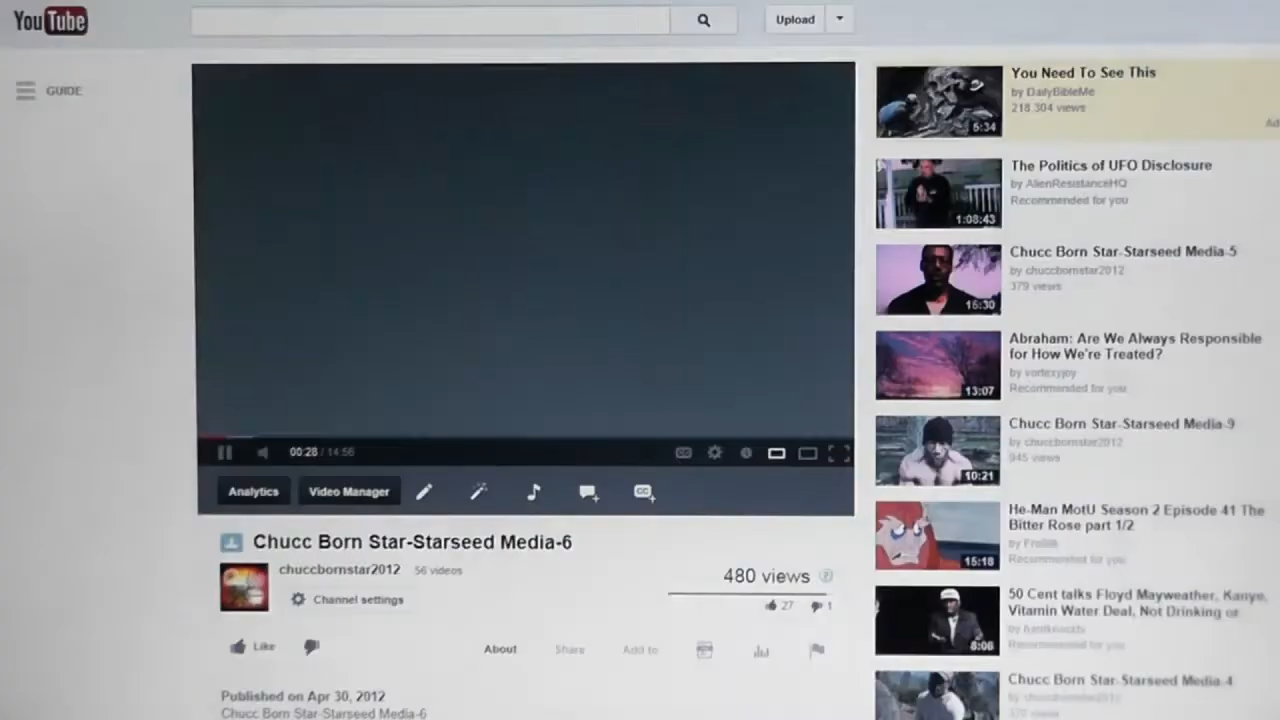 YouTube
Upload
GUIDE
00:28 / 14:56
Analytics
Video Manager
CC
Chucc Born Star-Starseed Media-6
chuccbornstar2012
56 videos
Channel settings
480 views
27
1
Like
About
Share
Add to
Published on Apr 30, 2012
Chucc Born Star-Starseed Media-6
5:34
You Need To See This
by DailyBibleMe
218,304 views
Ad
1:08:43
The Politics of UFO Disclosure
by AlienResistanceHQ
Recommended for you
16:30
Chucc Born Star-Starseed Media-5
by chuccbornstar2012
379 views
13:07
Abraham: Are We Always Responsible
for How We're Treated?
by vortexyjoy
Recommended for you
10:21
Chucc Born Star-Starseed Media-9
by chuccbornstar2012
945 views
15:18
He-Man MotU Season 2 Episode 41 The
Bitter Rose part 1/2
by
Recommended for you
8:06
50 Cent talks Floyd Mayweather, Kanye,
Vitamin Water Deal, Not Drinking or
by
Recommended for you
Chucc Born Star-Starseed Media-4
by chuccbornstar2012
views